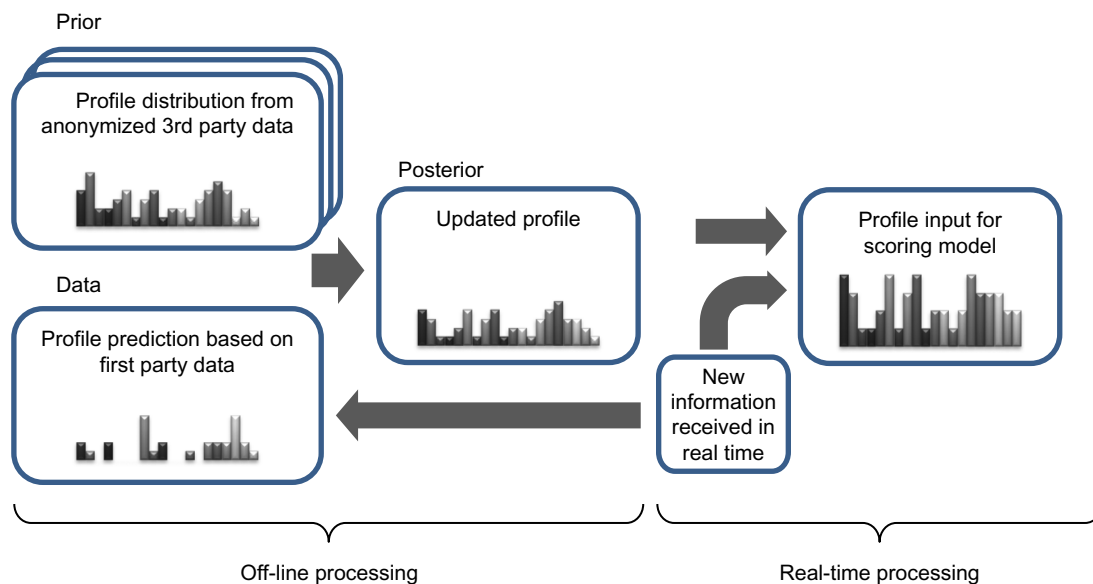 Prior
Profile distribution from
anonymized 3rd party data
Posterior
Updated profile
Profile input for
scoring model
Data
Profile prediction based on
first party data
New
information
received in
real time
Off-line processing
Real-time processing